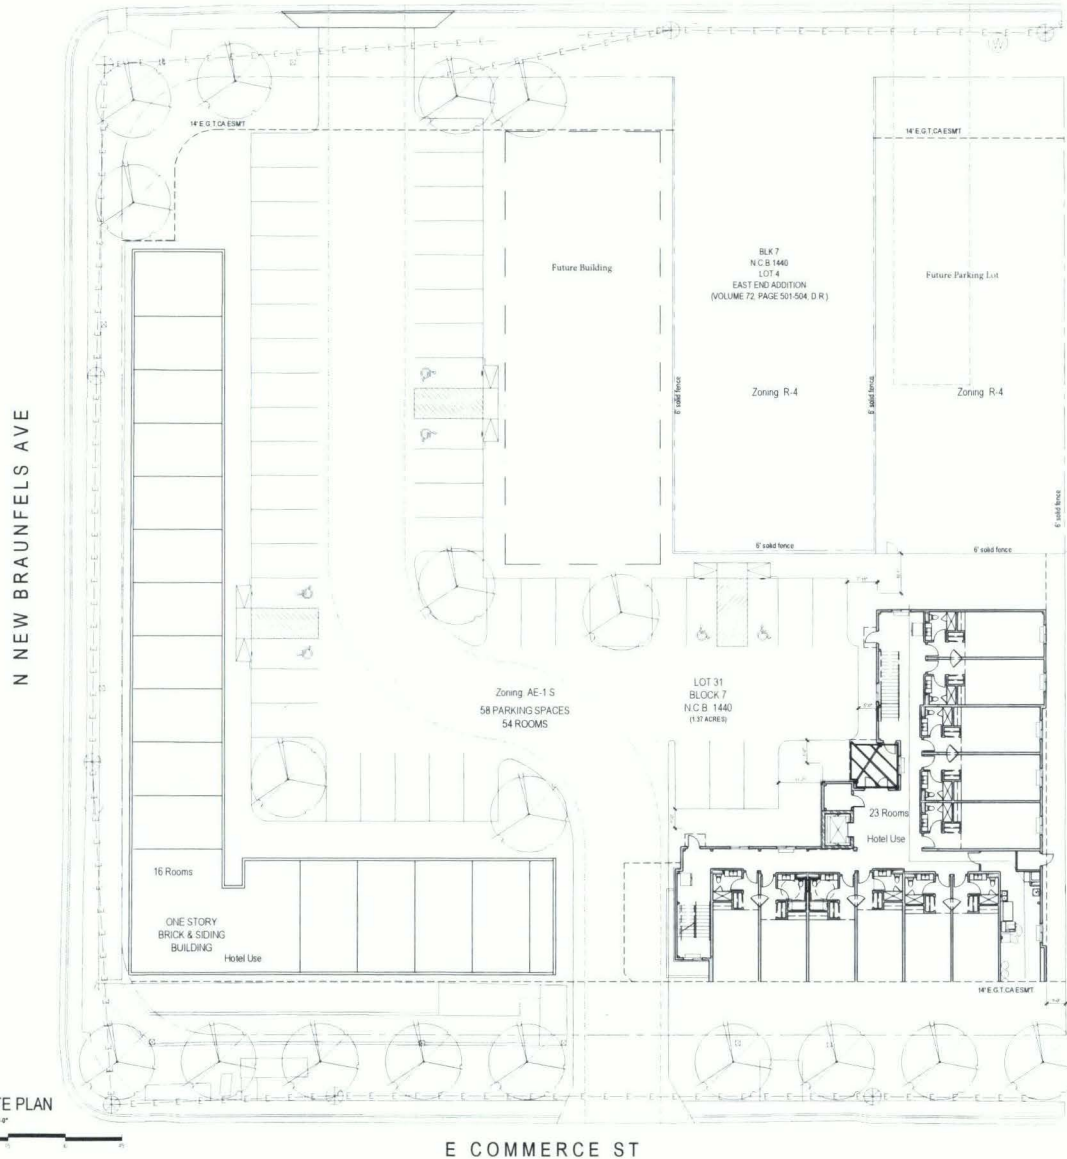 14' E.G.T.CA ESM'T
14' E.G.T.CA ESM'T
Future Building
BLK 7
N.C.B. 1440
LOT 4
EAST END ADDITION
(VOLUME 72, PAGE 501-504, D.R.)
Future Parking Lot
Zoning R-4
Zoning R-4
6' solid fence
6' solid fence
6' solid fence
6' solid fence
6' solid fence
N NEW BRAUNFELS AVE
Zoning AE-1 S
58 PARKING SPACES
54 ROOMS
LOT 31
BLOCK 7
N.C.B. 1440
(1.37 ACRES)
23 Rooms
Hotel Use
16 Rooms
ONE STORY
BRICK & SIDING
BUILDING
Hotel Use
14' E.G.T.CA ESM'T
PLAN
E COMMERCE ST